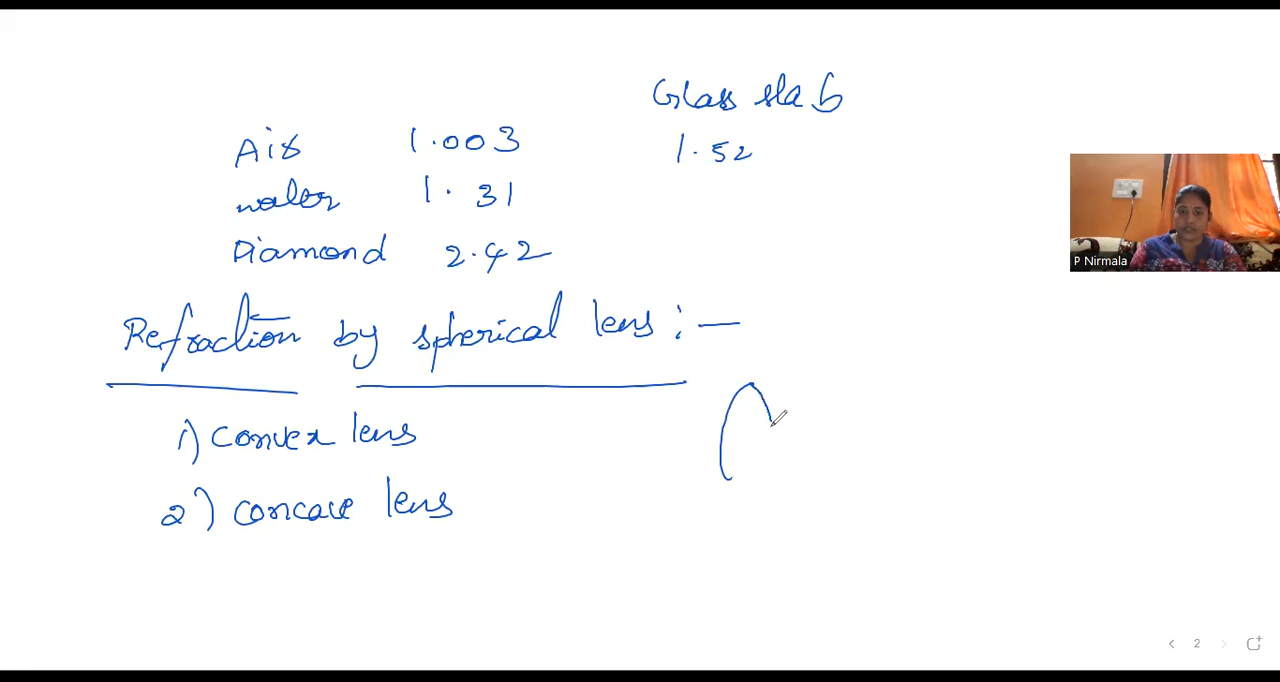 Glass slab
Air 1.003 1.52
water 1.31
Diamond 2.42
Refraction by spherical lens :-
1) convex lens
2) concave lens
P Nirmala
2